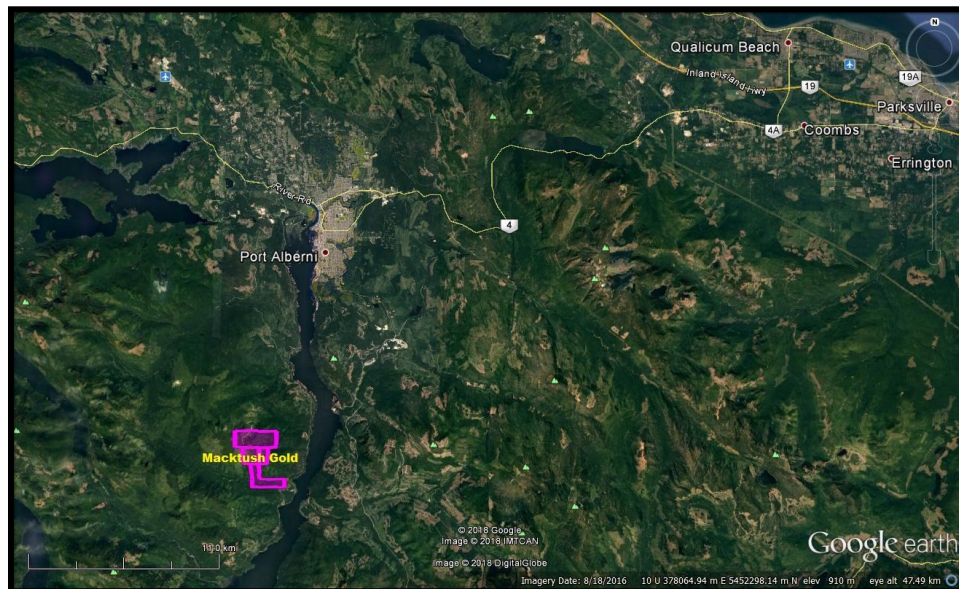 N
Qualicum Beach
19A
Inland Island Hwy
19
Parksville
4A
Coombs
Errington
River Rd
4
Port Alberni
Macktush Gold
© 2018 Google
Image © 2018 IMTCAN
Image © 2018 DigitalGlobe
Google earth
Imagery Date: 8/18/2016 10 U 378064.94 m E 5452298.14 m N elev 910 m eye alt 47.49 km